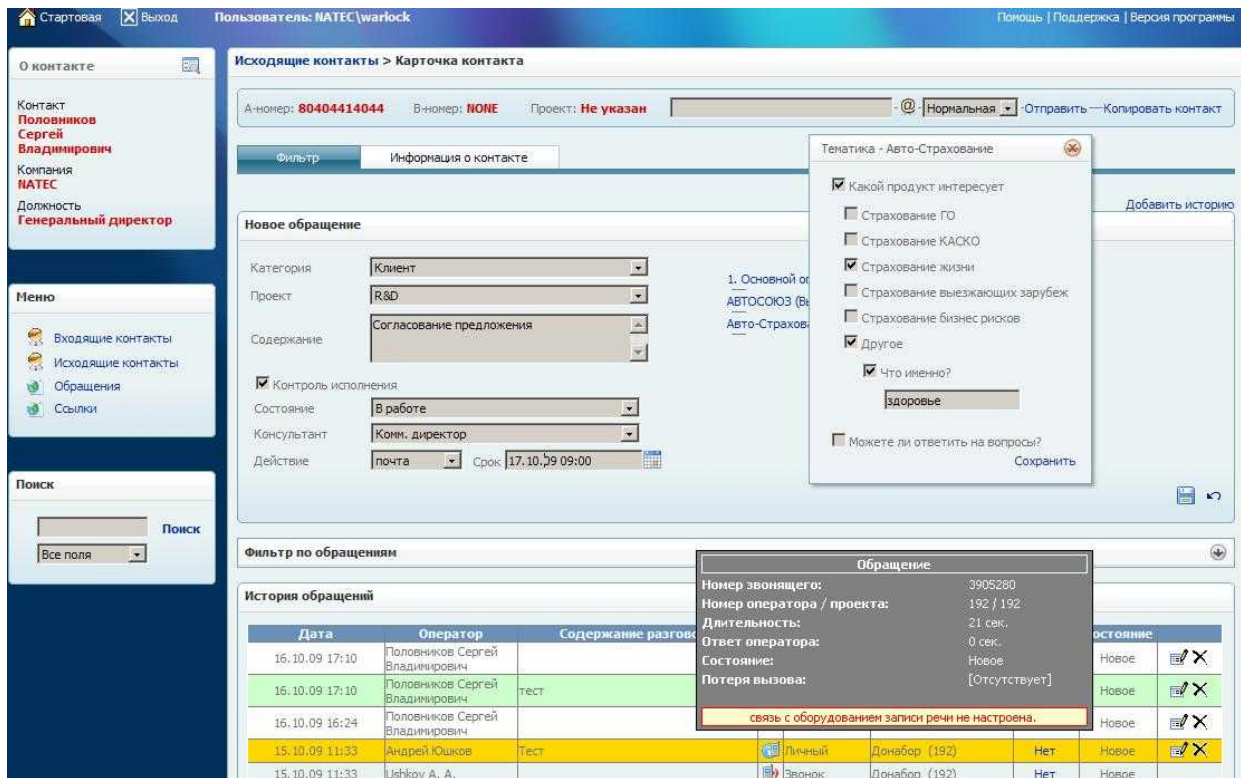 Стартовая Выход Пользователь: NATEC\warlock Помощь | Поддержка | Версия программы
О контакте
Контакт
Половников
Сергей
Владимирович
Компания
NATEC
Должность
Генеральный директор
Меню
Входящие контакты
Исходящие контакты
Обращения
Ссылки
Поиск
Поиск
Все поля
Исходящие контакты > Карточка контакта
А-номер: 80404414044 В-номер: NONE Проект: Не указан - @ - Нормальная -Отправить—Копировать контакт
Фильтр Информация о контакте
Добавить историю
Новое обращение
Категория Клиент
Проект R&D
Содержание Согласование предложения
Контроль исполнения
Состояние В работе
Консультант Комм. директор
Действие почта Срок 17.10.09 09:00
1. Основной оп
АВТОСОЮЗ (Вы
Авто-Страхова
Тематика - Авто-Страхование
Какой продукт интересует
Страхование ГО
Страхование КАСКО
Страхование жизни
Страхование выезжающих зарубеж
Страхование бизнес рисков
Другое
Что именно?
здоровье
Можете ли ответить на вопросы?
Сохранить
Фильтр по обращениям
История обращений
Обращение
Номер звонящего: 3905280
Номер оператора / проекта: 192 / 192
Длительность: 21 сек.
Ответ оператора: 0 сек.
Состояние: Новое
Потеря вызова: [Отсутствует]
связь с оборудованием записи речи не настроена.
Дата Оператор Содержание разгово остояние
16.10.09 17:10 Половников Сергей Владимирович Новое
16.10.09 17:10 Половников Сергей Владимирович тест Новое
16.10.09 16:24 Половников Сергей Владимирович Новое
15.10.09 11:33 Андрей Юшков Тест Личный Донабор (192) Нет Новое
15.10.09 11:33 Ushkov A. A. Звонок Донабор (192) Нет Новое